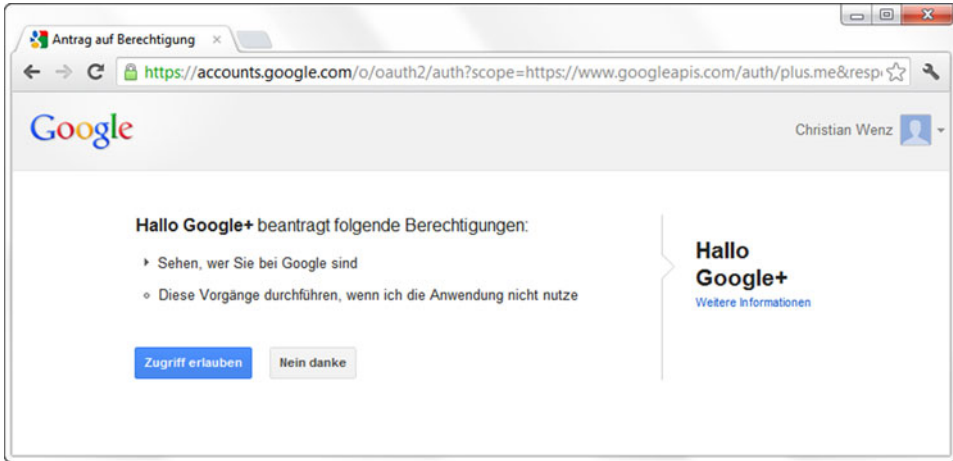 Antrag auf Berechtigung
https://accounts.google.com/o/oauth2/auth?scope=https://www.googleapis.com/auth/plus.me&resp
Google
Christian Wenz
Hallo Google+ beantragt folgende Berechtigungen:
Sehen, wer Sie bei Google sind
Diese Vorgänge durchführen, wenn ich die Anwendung nicht nutze
Zugriff erlauben
Nein danke
Hallo
Google+
Weitere Informationen